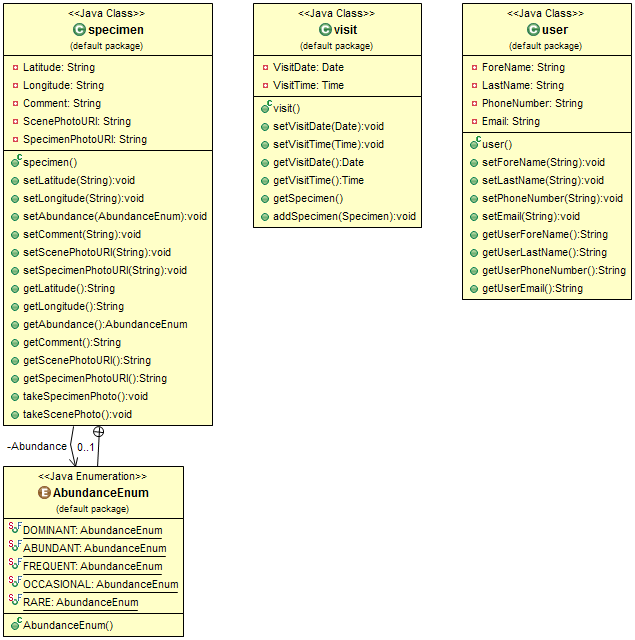 <<Java Class>>
specimen
(default package)
Latitude: String
Longitude: String
Comment: String
ScenePhotoURI: String
SpecimenPhotoURI: String
specimen()
setLatitude(String):void
setLongitude(String):void
setAbundance(AbundanceEnum):void
setComment(String):void
setScenePhotoURI(String):void
setSpecimenPhotoURI(String):void
getLatitude():String
getLongitude():String
getAbundance():AbundanceEnum
getComment():String
getScenePhotoURI():String
getSpecimenPhotoURI():String
takeSpecimenPhoto():void
takeScenePhoto():void
<<Java Class>>
visit
(default package)
VisitDate: Date
VisitTime: Time
visit()
setVisitDate(Date):void
setVisitTime(Time):void
getVisitDate():Date
getVisitTime():Time
getSpecimen()
addSpecimen(Specimen):void
<<Java Class>>
user
(default package)
ForeName: String
LastName: String
PhoneNumber: String
Email: String
user()
setForeName(String):void
setLastName(String):void
setPhoneNumber(String):void
setEmail(String):void
getUserForeName():String
getUserLastName():String
getUserPhoneNumber():String
getUserEmail():String
-Abundance 0..1
<<Java Enumeration>>
AbundanceEnum
(default package)
DOMINANT: AbundanceEnum
ABUNDANT: AbundanceEnum
FREQUENT: AbundanceEnum
OCCASIONAL: AbundanceEnum
RARE: AbundanceEnum
AbundanceEnum()